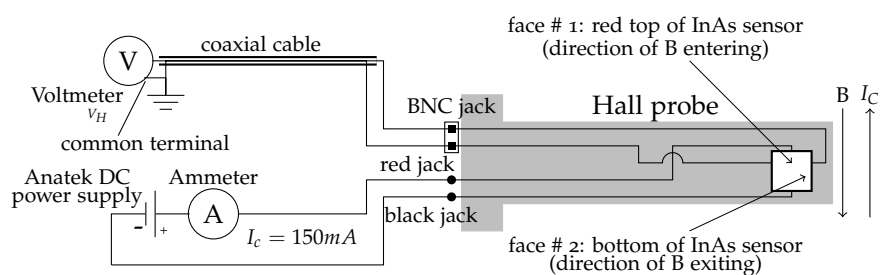 face # 1: red top of InAs sensor
(direction of B entering)
coaxial cable
V
Voltmeter
V_H
common terminal
BNC jack
Hall probe
B
I_C
red jack
Anatek DC
power supply
Ammeter
A
- +
I_c = 150mA
black jack
face # 2: bottom of InAs sensor
(direction of B exiting)